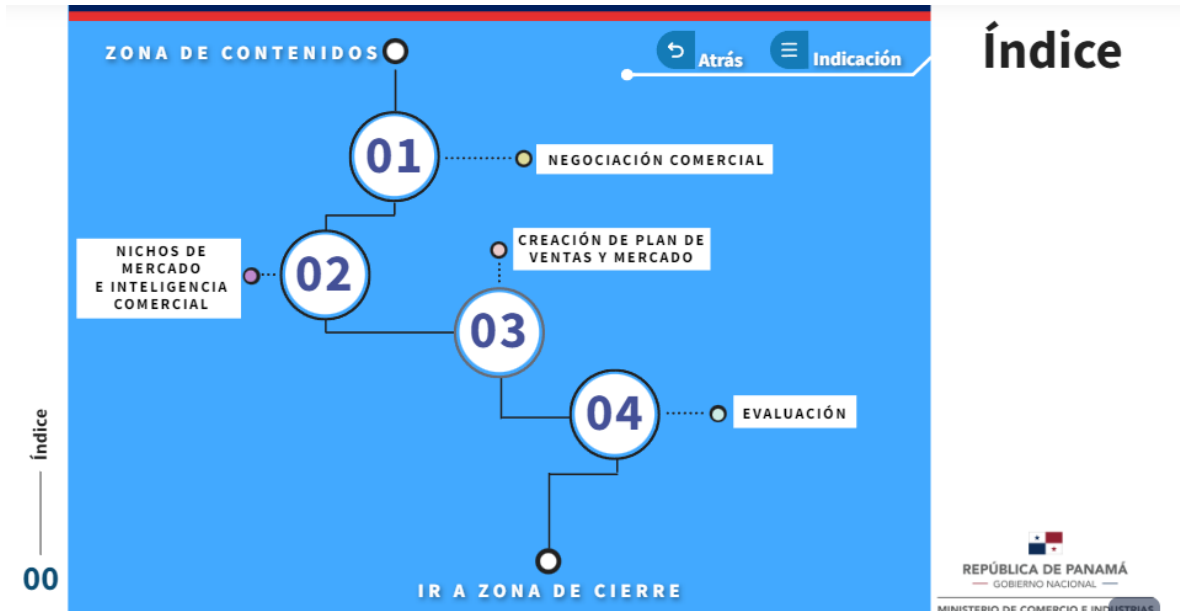 ZONA DE CONTENIDOS
Atrás
Indicación
Índice
01
NEGOCIACIÓN COMERCIAL
NICHOS DE
MERCADO
E INTELIGENCIA
COMERCIAL
02
CREACIÓN DE PLAN DE
VENTAS Y MERCADO
03
04
EVALUACIÓN
Índice
00
IR A ZONA DE CIERRE
REPÚBLICA DE PANAMÁ
GOBIERNO NACIONAL
MINISTERIO DE COMERCIO E INDUSTRIAS